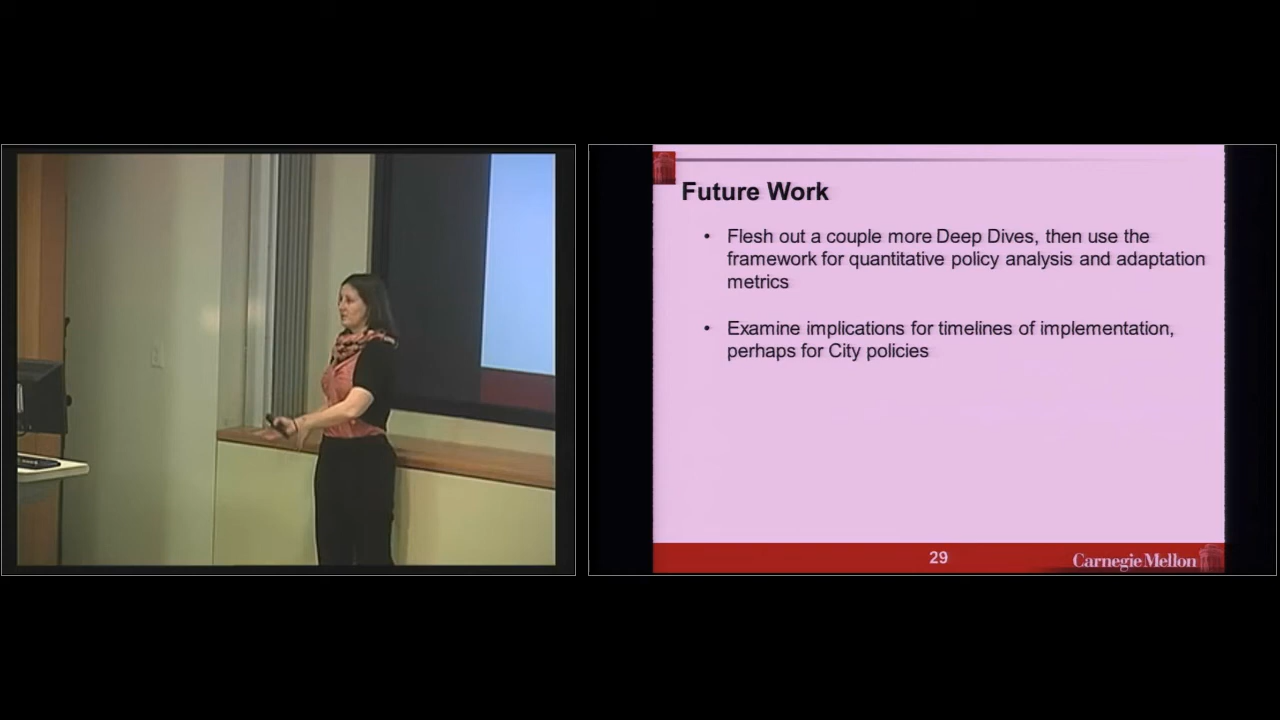 Future Work
• Flesh out a couple more Deep Dives, then use the
framework for quantitative policy analysis and adaptation
metrics
• Examine implications for timelines of implementation,
perhaps for City policies
29
Carnegie Mellon